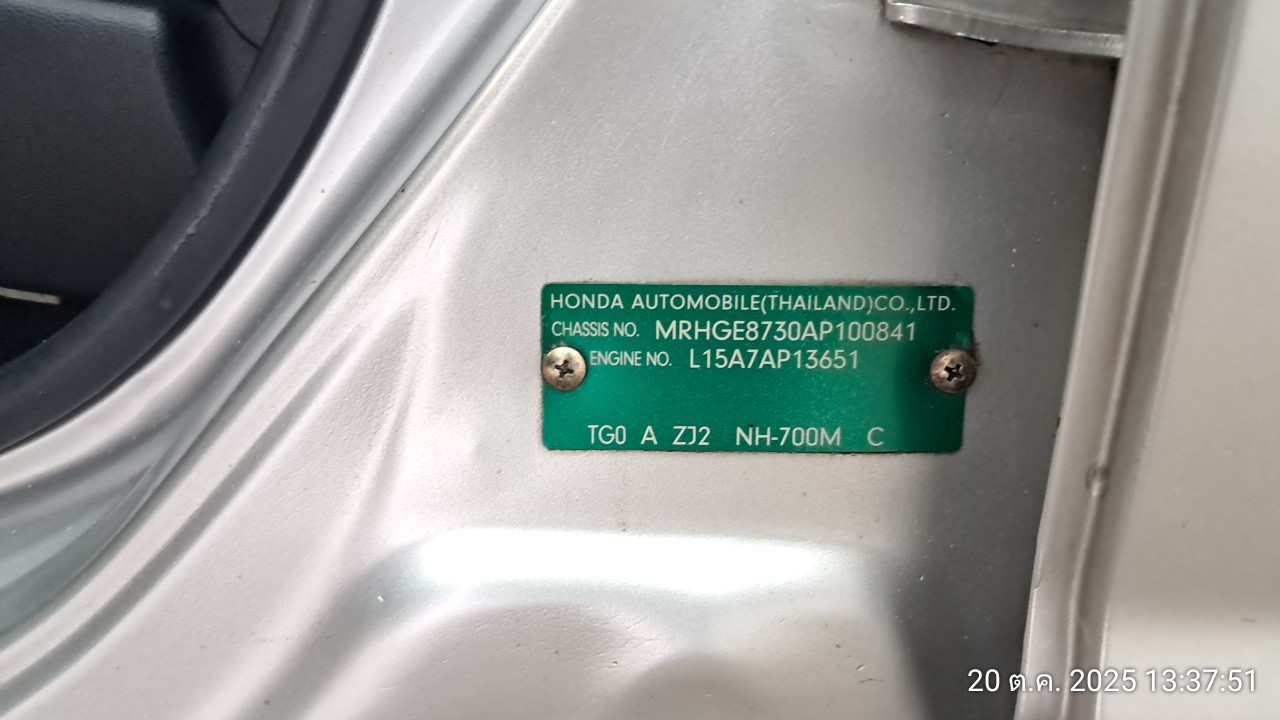 HONDA AUTOMOBILE(THAILAND)CO.,LTD.
CHASSIS NO. MRHGE8730AP100841
ENGINE NO. L15A7AP13651
TG0 A ZJ2 NH-700M C
20 ต.ค. 2025 13:37:51